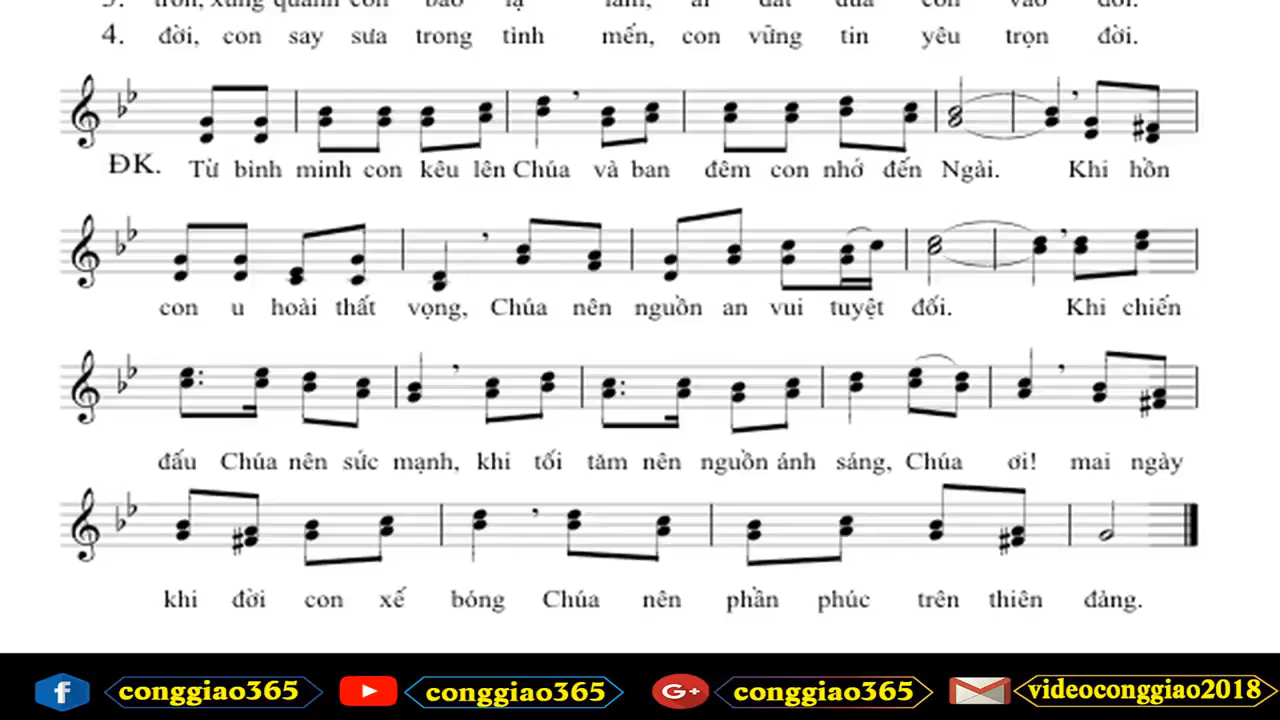 4. đời, con say sưa trong tình mến, con vững tin yêu trọn đời.
ĐK. Từ bình minh con kêu lên Chúa và ban đêm con nhớ đến Ngài. Khi hồn
con u hoài thất vọng, Chúa nên nguồn an vui tuyệt đối. Khi chiến
đấu Chúa nên sức mạnh, khi tối tăm nên nguồn ánh sáng, Chúa ơi! mai ngày
khi đời con xế bóng Chúa nên phần phúc trên thiên đàng.
conggiao365 conggiao365 conggiao365 videoconggiao2018